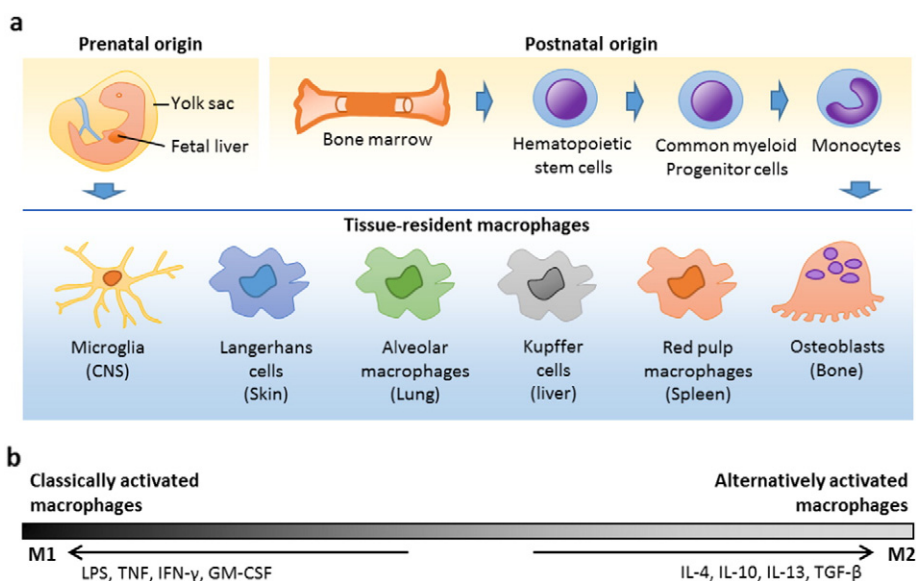 a
Prenatal origin
Postnatal origin
Yolk sac
Fetal liver
Bone marrow
Hematopoietic
stem cells
Common myeloid
Progenitor cells
Monocytes
Tissue-resident macrophages
Microglia
(CNS)
Langerhans
cells
(Skin)
Alveolar
macrophages
(Lung)
Kupffer
cells
(liver)
Red pulp
macrophages
(Spleen)
Osteoblasts
(Bone)
b
Classically activated
macrophages
Alternatively activated
macrophages
M1
M2
LPS, TNF, IFN-γ, GM-CSF
IL-4, IL-10, IL-13, TGF-β